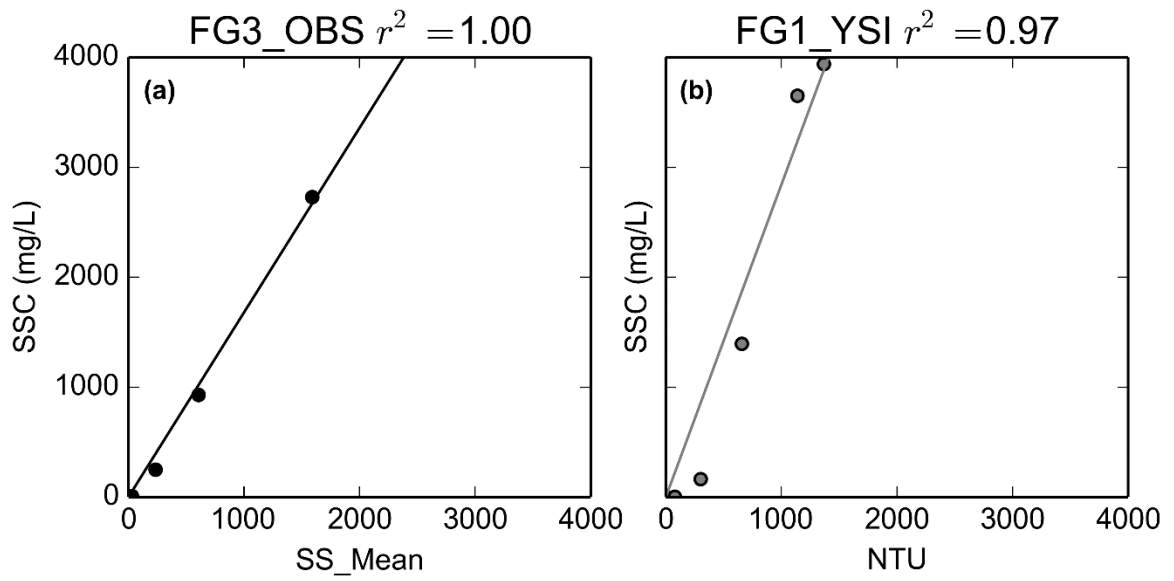 FG3_OBS r² =1.00
(a)
4000
3000
2000
1000
0
SSC (mg/L)
0 1000 2000 3000 4000
SS_Mean
FG1_YSI r² =0.97
(b)
SSC (mg/L)
0 1000 2000 3000 4000
NTU